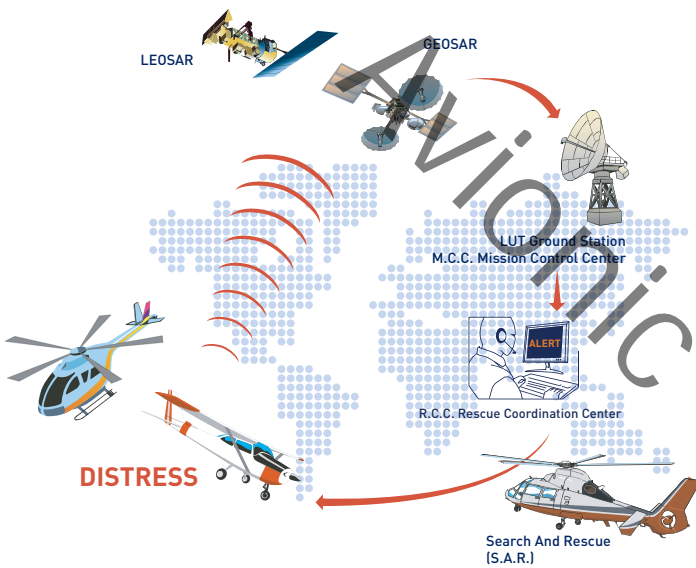 LEOSAR
GEOSAR
Avionic
LUT Ground Station
M.C.C. Mission Control Center
ALERT
R.C.C. Rescue Coordination Center
DISTRESS
Search And Rescue
(S.A.R.)